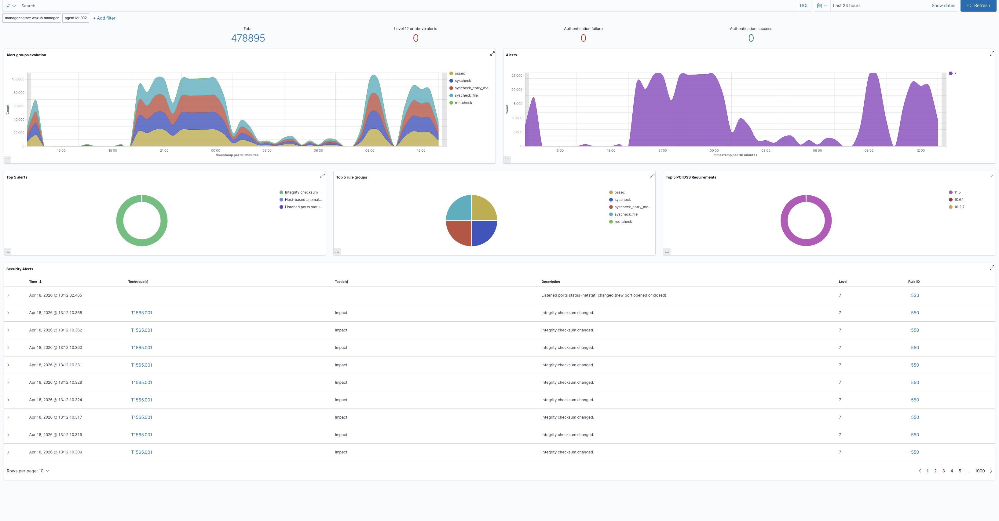 Search DQL Last 24 hours Show dates Refresh
manager.name: wazuh.manager agent.id: 002 + Add filter
Total Level 12 or above alerts Authentication failure Authentication success
478895 0 0 0
Alert groups evolution
100,000
80,000
60,000
40,000
20,000
0
Count
15:00 18:00 21:00 00:00 03:00 06:00 09:00 12:00
timestamp per 30 minutes
ossec
syscheck
syscheck_entry_mo...
syscheck_file
rootcheck
Alerts
25,000
20,000
15,000
10,000
5,000
0
Count
15:00 18:00 21:00 00:00 03:00 06:00 09:00 12:00
timestamp per 30 minutes
7
Top 5 alerts
Integrity checksum ...
Host-based anomal...
Listened ports statu...
Top 5 rule groups
ossec
syscheck
syscheck_entry_mo...
syscheck_file
rootcheck
Top 5 PCI DSS Requirements
11.5
10.6.1
10.2.7
Security Alerts
Time Technique(s) Tactic(s) Description Level Rule ID
Apr 18, 2026 @ 13:12:32.465 Listened ports status (netstat) changed (new port opened or closed). 7 533
Apr 18, 2026 @ 13:12:10.368 T1565.001 Impact Integrity checksum changed. 7 550
Apr 18, 2026 @ 13:12:10.362 T1565.001 Impact Integrity checksum changed. 7 550
Apr 18, 2026 @ 13:12:10.360 T1565.001 Impact Integrity checksum changed. 7 550
Apr 18, 2026 @ 13:12:10.331 T1565.001 Impact Integrity checksum changed. 7 550
Apr 18, 2026 @ 13:12:10.328 T1565.001 Impact Integrity checksum changed. 7 550
Apr 18, 2026 @ 13:12:10.324 T1565.001 Impact Integrity checksum changed. 7 550
Apr 18, 2026 @ 13:12:10.317 T1565.001 Impact Integrity checksum changed. 7 550
Apr 18, 2026 @ 13:12:10.315 T1565.001 Impact Integrity checksum changed. 7 550
Apr 18, 2026 @ 13:12:10.309 T1565.001 Impact Integrity checksum changed. 7 550
Rows per page: 10 1 2 3 4 5 ... 1000